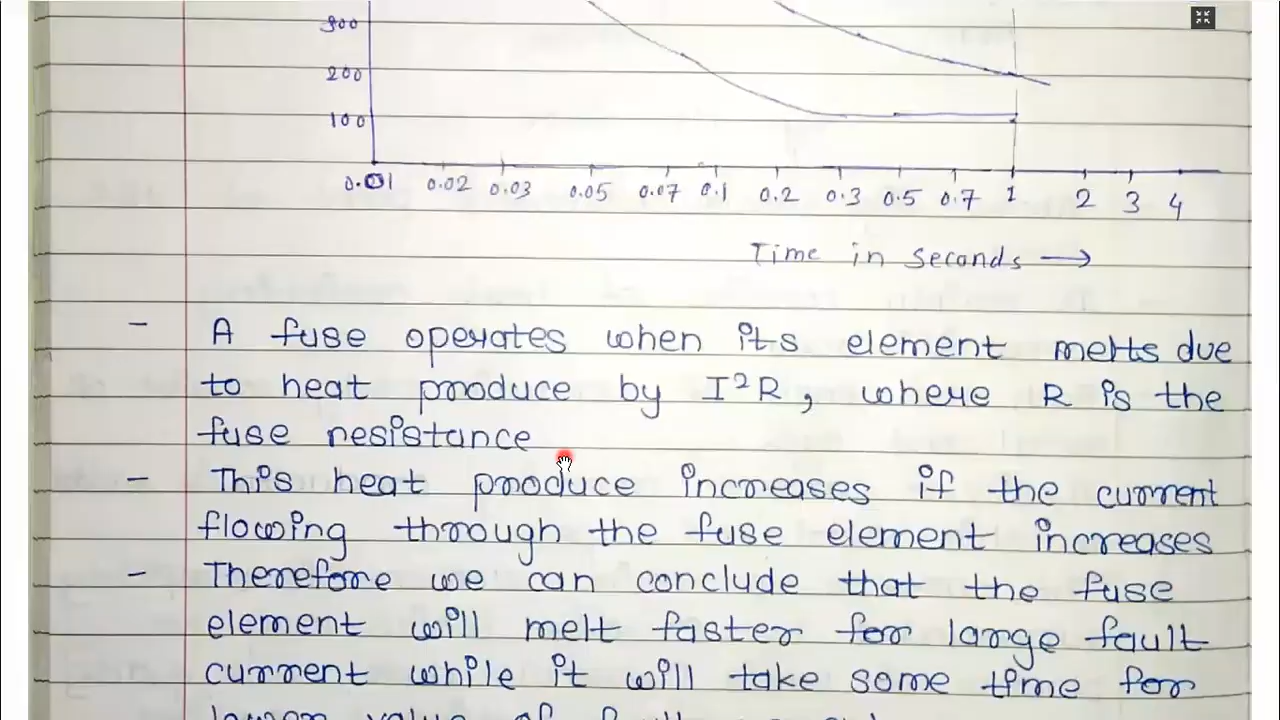 300
200
100
0.01 0.02 0.03 0.05 0.07 0.1 0.2 0.3 0.5 0.7 1 2 3 4
Time in seconds →
- A fuse operates when its element melts due
to heat produce by I²R, where R is the
fuse resistance
- This heat produce increases if the current
flowing through the fuse element increases
- Therefore we can conclude that the fuse
element will melt faster for large fault
current while it will take some time for
value of